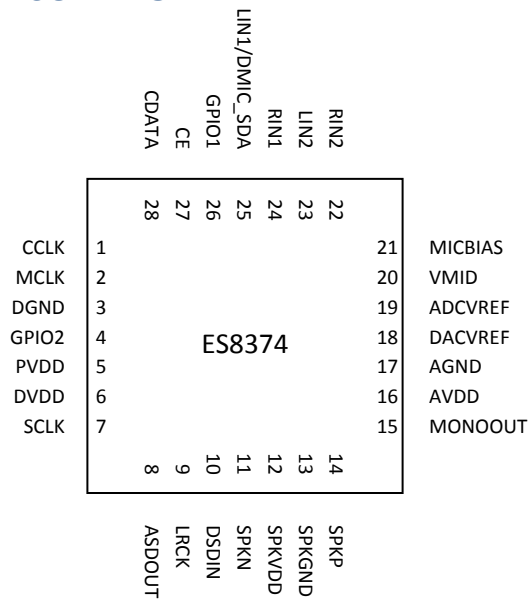 LIN1/DMIC_SDA
CDATA
CE
GPIO1
RIN1
LIN2
RIN2
28
27
26
25
24
23
22
CCLK 1
MCLK 2
DGND 3
GPIO2 4
PVDD 5
DVDD 6
SCLK 7
ES8374
21 MICBIAS
20 VMID
19 ADCVREF
18 DACVREF
17 AGND
16 AVDD
15 MONOOUT
8
9
10
11
12
13
14
ASDOUT
LRCK
DSDIN
SPKN
SPKVDD
SPKGND
SPKP